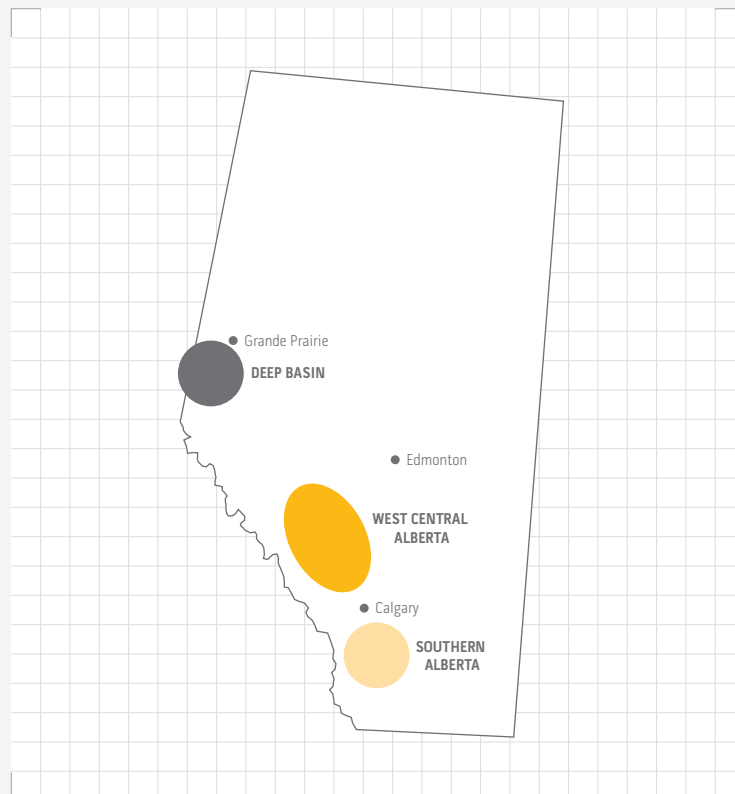 Grande Prairie
DEEP BASIN
Edmonton
WEST CENTRAL
ALBERTA
Calgary
SOUTHERN
ALBERTA